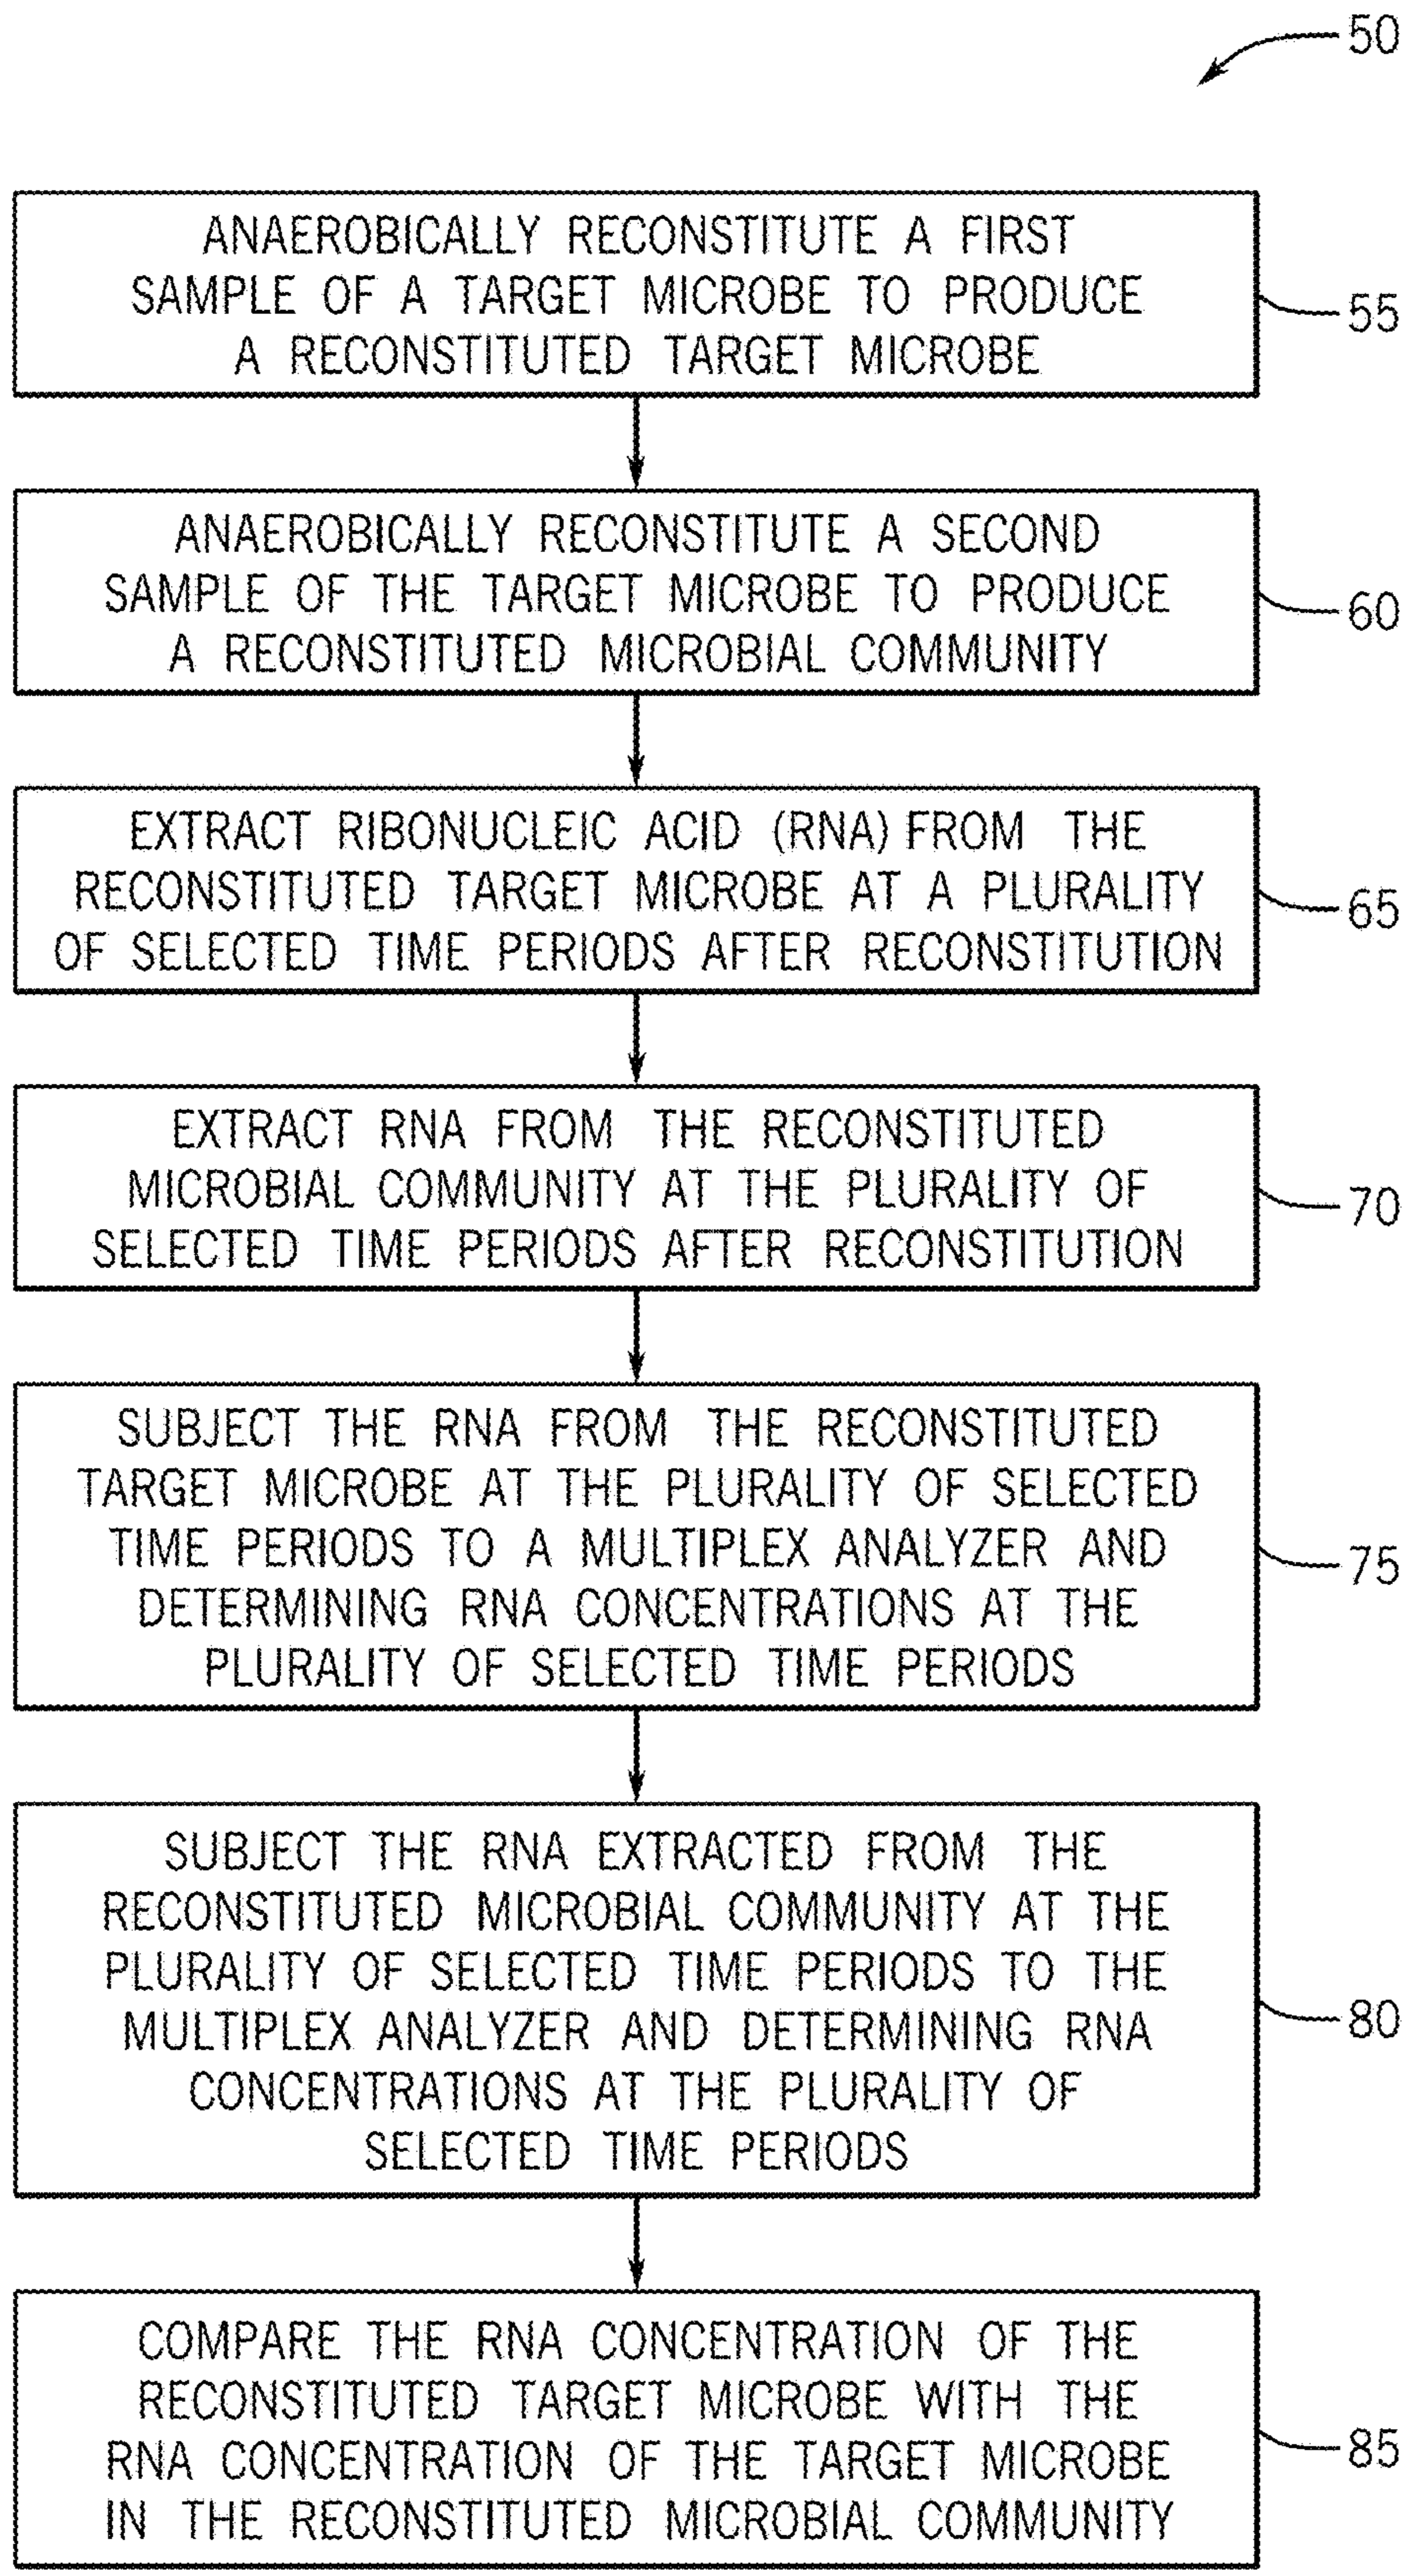 50
ANAEROBICALLY RECONSTITUTE A FIRST
SAMPLE OF A TARGET MICROBE TO PRODUCE
A RECONSTITUTED TARGET MICROBE
55
ANAEROBICALLY RECONSTITUTE A SECOND
SAMPLE OF THE TARGET MICROBE TO PRODUCE
A RECONSTITUTED MICROBIAL COMMUNITY
60
EXTRACT RIBONUCLEIC ACID (RNA) FROM THE
RECONSTITUTED TARGET MICROBE AT A PLURALITY
OF SELECTED TIME PERIODS AFTER RECONSTITUTION
65
EXTRACT RNA FROM THE RECONSTITUTED
MICROBIAL COMMUNITY AT THE PLURALITY OF
SELECTED TIME PERIODS AFTER RECONSTITUTION
70
SUBJECT THE RNA FROM THE RECONSTITUTED
TARGET MICROBE AT THE PLURALITY OF SELECTED
TIME PERIODS TO A MULTIPLEX ANALYZER AND
DETERMINING RNA CONCENTRATIONS AT THE
PLURALITY OF SELECTED TIME PERIODS
75
SUBJECT THE RNA EXTRACTED FROM THE
RECONSTITUTED MICROBIAL COMMUNITY AT THE
PLURALITY OF SELECTED TIME PERIODS TO THE
MULTIPLEX ANALYZER AND DETERMINING RNA
CONCENTRATIONS AT THE PLURALITY OF
SELECTED TIME PERIODS
80
COMPARE THE RNA CONCENTRATION OF THE
RECONSTITUTED TARGET MICROBE WITH THE
RNA CONCENTRATION OF THE TARGET MICROBE
IN THE RECONSTITUTED MICROBIAL COMMUNITY
85